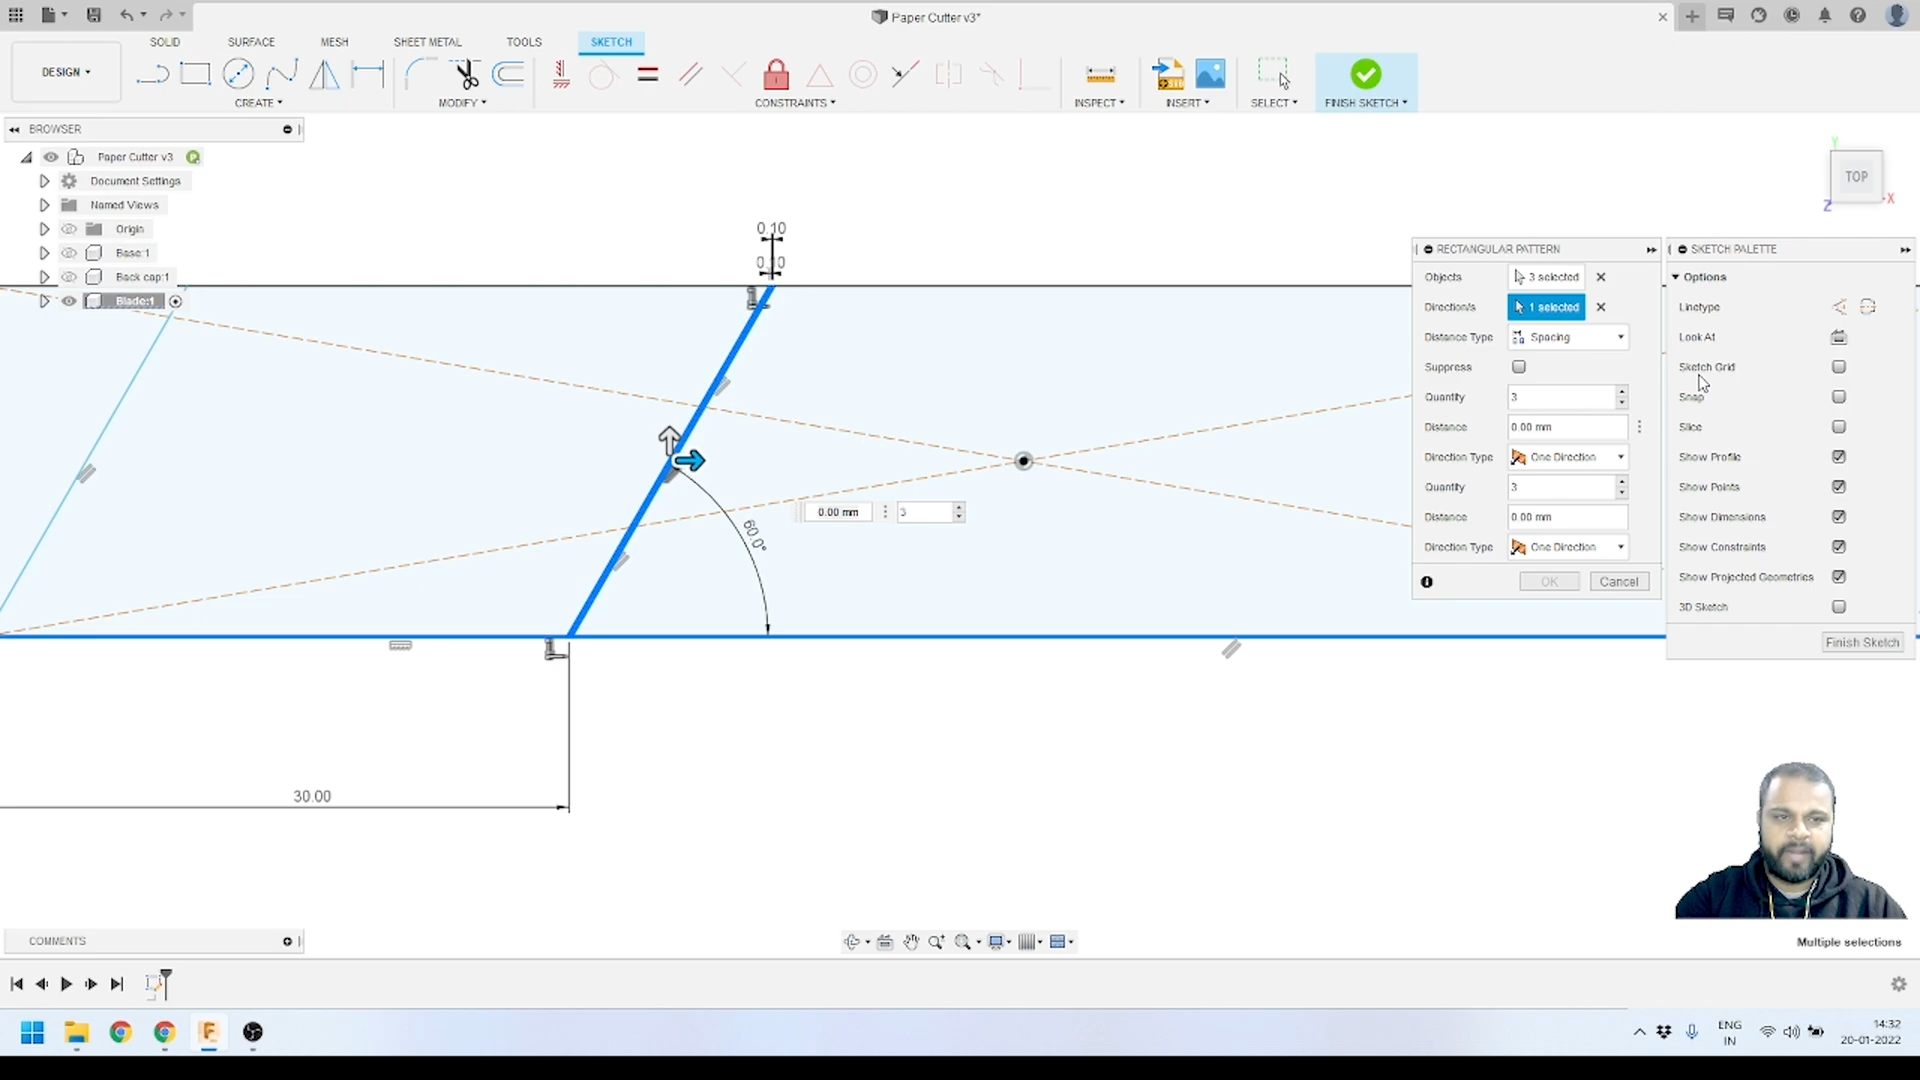 Paper Cutter v3*
SOLID SURFACE MESH SHEET METAL TOOLS SKETCH
DESIGN
CREATE MODIFY CONSTRAINTS INSPECT INSERT SELECT FINISH SKETCH
BROWSER
Paper Cutter v3
Document Settings
Named Views
Origin
Base:1
Back cap:1
Blade:1
Y
TOP
X
Z
0.10
0.10
60.0°
0.00 mm 3
30.00
RECTANGULAR PATTERN
Objects 3 selected
Direction/s 1 selected
Distance Type Spacing
Suppress
Quantity 3
Distance 0.00 mm
Direction Type One Direction
Quantity 3
Distance 0.00 mm
Direction Type One Direction
OK Cancel
SKETCH PALETTE
Options
Linetype
Look At
Sketch Grid
Snap
Slice
Show Profile
Show Points
Show Dimensions
Show Constraints
Show Projected Geometries
3D Sketch
Finish Sketch
COMMENTS
Multiple selections
ENG
IN
14:32
20-01-2022